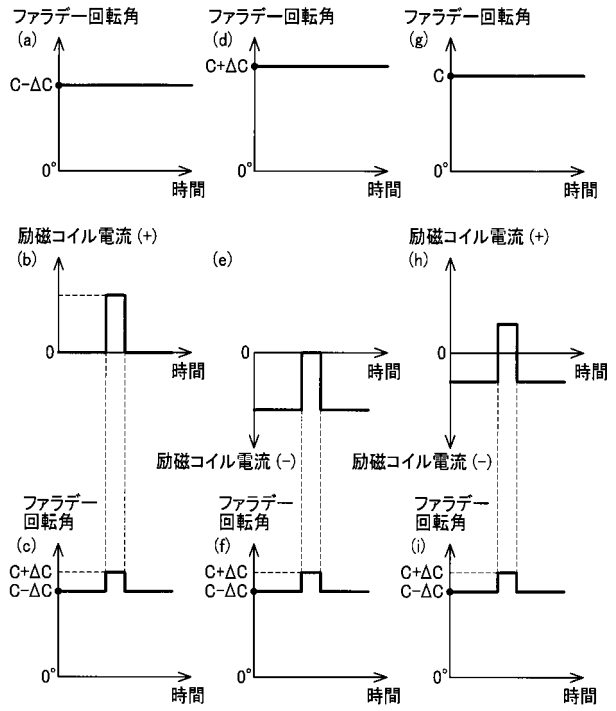 ファラデー回転角
(a)
C−ΔC
0°
時間
ファラデー回転角
(d)
C+ΔC
0°
時間
ファラデー回転角
(g)
C
0°
時間
励磁コイル電流(+)
(b)
0
時間
(e)
0
時間
励磁コイル電流(−)
励磁コイル電流(+)
(h)
0
時間
励磁コイル電流(−)
ファラデー
回転角
(c)
C+ΔC
C−ΔC
0°
時間
ファラデー
回転角
(f)
C+ΔC
C−ΔC
0°
時間
ファラデー
回転角
(i)
C+ΔC
C−ΔC
0°
時間